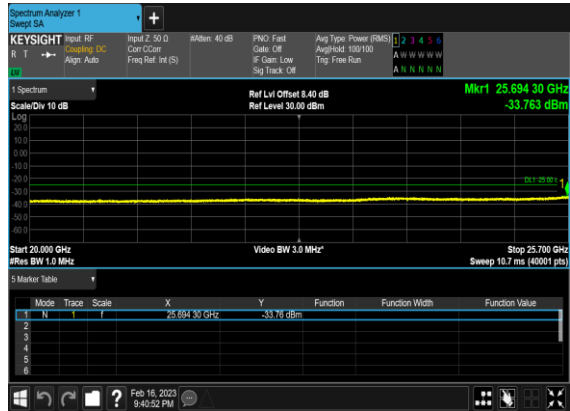 Spectrum Analyzer 1
Swept SA
+
KEYSIGHT Input: RF Input Z: 50 Ω #Atten: 40 dB PNO: Fast Avg Type: Power (RMS) 1 2 3 4 5 6
R T Coupling: DC Corr CCorr Gate: Off Avg|Hold: 100/100 A W W W W W
Align: Auto Freq Ref: Int (S) IF Gain: Low Trig: Free Run
Sig Track: Off A N N N N N
1 Spectrum Ref Lvl Offset 8.40 dB Mkr1 25.694 30 GHz
Scale/Div 10 dB Ref Level 30.00 dBm -33.763 dBm
Log
20.0
10.0
0.00
-10.0
-20.0
DL1 -25.00
1
-30.0
-40.0
-50.0
-60.0
Start 20.000 GHz Video BW 3.0 MHz* Stop 25.700 GHz
#Res BW 1.0 MHz Sweep 10.7 ms (40001 pts)
5 Marker Table
Mode Trace Scale X Y Function Function Width Function Value
1 N 1 f 25.694 30 GHz -33.76 dBm
2
3
4
5
6
? Feb 16, 2023
9:40:52 PM